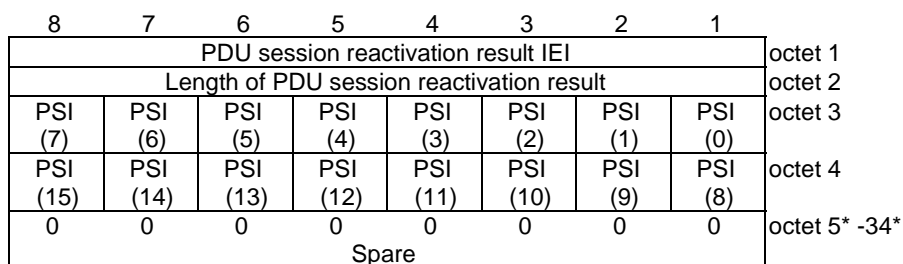 8 7 6 5 4 3 2 1
PDU session reactivation result IEI octet 1
Length of PDU session reactivation result octet 2
PSI PSI PSI PSI PSI PSI PSI PSI octet 3
(7) (6) (5) (4) (3) (2) (1) (0)
PSI PSI PSI PSI PSI PSI PSI PSI octet 4
(15) (14) (13) (12) (11) (10) (9) (8)
0 0 0 0 0 0 0 0 octet 5* -34*
Spare